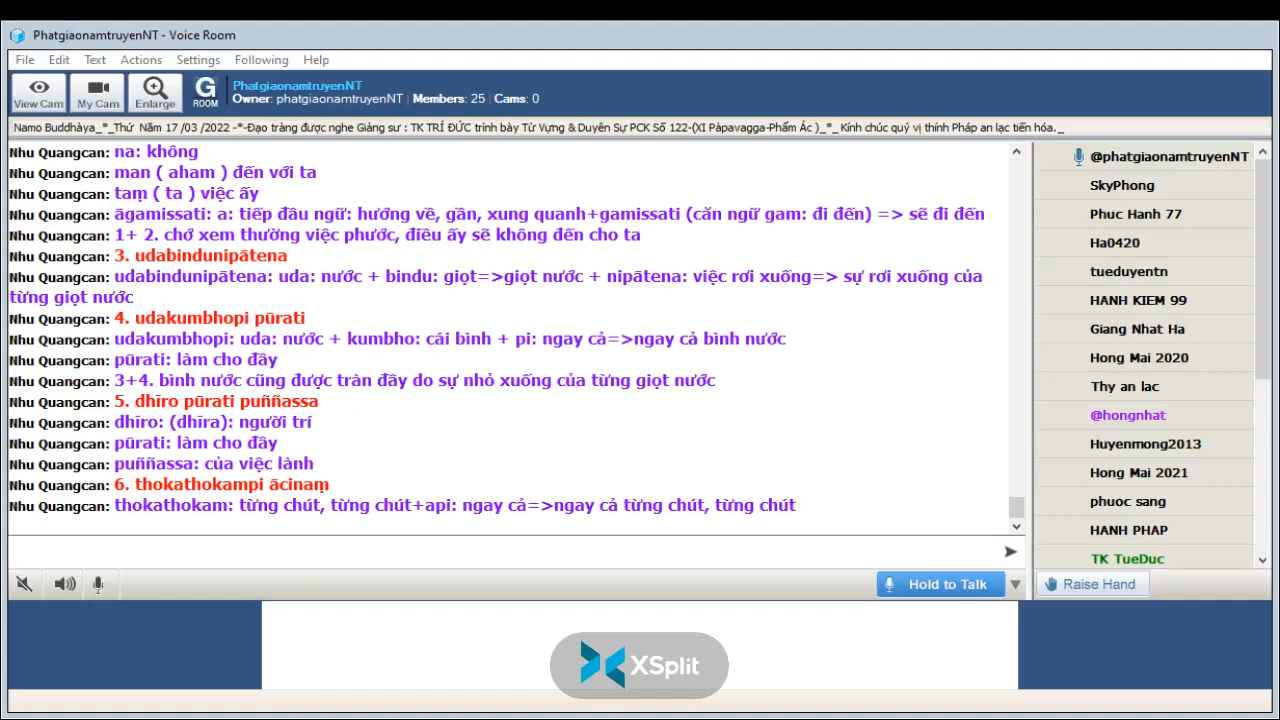 PhatgiaonamtruyenNT - Voice Room
File Edit Text Actions Settings Following Help
View Cam My Cam Enlarge G ROOM
PhatgiaonamtruyenNT
Owner: phatgiaonamtruyenNT | Members: 25 | Cams: 0
Namo Buddhàya_*_Thứ Năm 17 /03 /2022 -*-Đạo tràng được nghe Giảng sư : TK TRÍ ĐỨC trình bày Từ Vựng & Duyên Sự PCK Số 122-(XI Pàpavagga-Phẩm Ác )_*_ Kính chúc quý vị thính Pháp an lạc tiến hóa._
Nhu Quangcan: na: không
Nhu Quangcan: man ( aham ) đến với ta
Nhu Quangcan: taṃ ( ta ) việc ấy
Nhu Quangcan: āgamissati: a: tiếp đầu ngữ: hướng về, gần, xung quanh+gamissati (căn ngữ gam: đi đến) => sẽ đi đến
Nhu Quangcan: 1+ 2. chớ xem thường việc phước, điều ấy sẽ không đến cho ta
Nhu Quangcan: 3. udabindunipātena
Nhu Quangcan: udabindunipātena: uda: nước + bindu: giọt=>giọt nước + nipātena: việc rơi xuống=> sự rơi xuống của
từng giọt nước
Nhu Quangcan: 4. udakumbhopi pūrati
Nhu Quangcan: udakumbhopi: uda: nước + kumbho: cái bình + pi: ngay cả=>ngay cả bình nước
Nhu Quangcan: pūrati: làm cho đầy
Nhu Quangcan: 3+4. bình nước cũng được tràn đầy do sự nhỏ xuống của từng giọt nước
Nhu Quangcan: 5. dhīro pūrati puññassa
Nhu Quangcan: dhīro: (dhīra): người trí
Nhu Quangcan: pūrati: làm cho đầy
Nhu Quangcan: puññassa: của việc lành
Nhu Quangcan: 6. thokathokampi ācinaṃ
Nhu Quangcan: thokathokam: từng chút, từng chút+api: ngay cả=>ngay cả từng chút, từng chút
@phatgiaonamtruyenNT
SkyPhong
Phuc Hanh 77
Ha0420
tueduyentn
HANH KIEM 99
Giang Nhat Ha
Hong Mai 2020
Thy an lac
@hongnhat
Huyenmong2013
Hong Mai 2021
phuoc sang
HANH PHAP
TK TueDuc
Hold to Talk
Raise Hand
XSplit